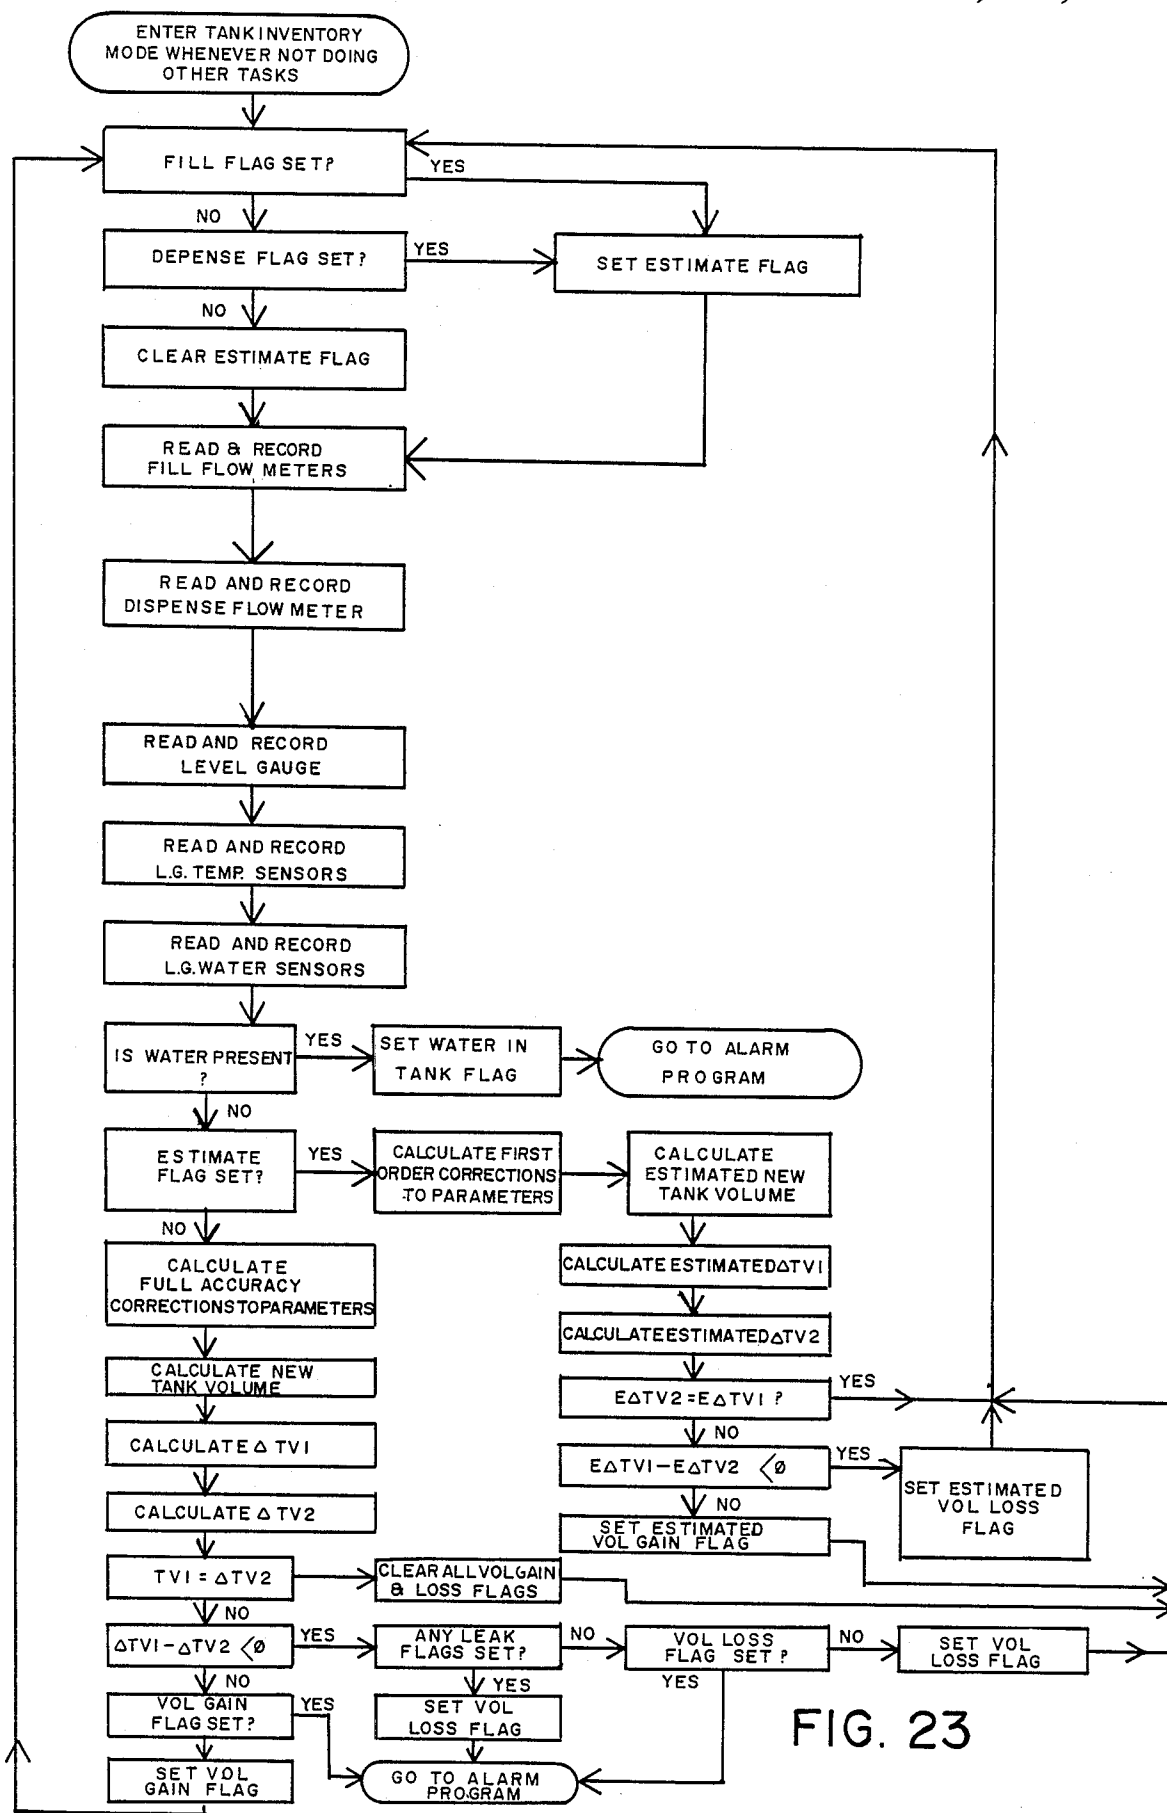 ENTER TANK INVENTORY
MODE WHENEVER NOT DOING
OTHER TASKS
FILL FLAG SET?
YES
NO
DEPENSE FLAG SET?
YES
SET ESTIMATE FLAG
NO
CLEAR ESTIMATE FLAG
READ & RECORD
FILL FLOW METERS
READ AND RECORD
DISPENSE FLOW METER
READ AND RECORD
LEVEL GAUGE
READ AND RECORD
L.G. TEMP. SENSORS
READ AND RECORD
L.G. WATER SENSORS
IS WATER PRESENT
?
YES
SET WATER IN
TANK FLAG
GO TO ALARM
PROGRAM
NO
ESTIMATE
FLAG SET?
YES
CALCULATE FIRST
ORDER CORRECTIONS
TO PARAMETERS
CALCULATE
ESTIMATED NEW
TANK VOLUME
NO
CALCULATE
FULL ACCURACY
CORRECTIONS TO PARAMETERS
CALCULATE ESTIMATED Δ TV1
CALCULATE ESTIMATED Δ TV2
CALCULATE NEW
TANK VOLUME
EΔTV2 = EΔTV1 ?
YES
NO
CALCULATE Δ TV1
EΔTV1 – EΔTV2 <Ø
YES
SET ESTIMATED
VOL LOSS
FLAG
NO
CALCULATE Δ TV2
SET ESTIMATED
VOL GAIN FLAG
TV1 = Δ TV2
CLEAR ALL VOL GAIN
& LOSS FLAGS
NO
ΔTV1 – ΔTV2 <Ø
YES
ANY LEAK
FLAGS SET?
NO
VOL LOSS
FLAG SET ?
NO
SET VOL
LOSS FLAG
NO
YES
YES
VOL GAIN
FLAG SET?
YES
SET VOL
LOSS FLAG
SET VOL
GAIN FLAG
GO TO ALARM
PROGRAM
FIG. 23